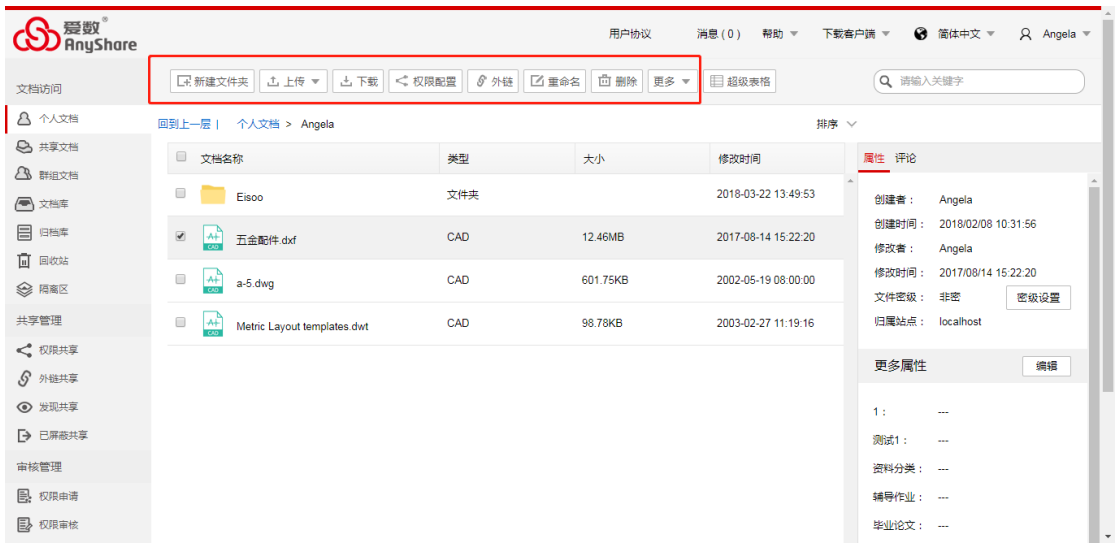 爱数®
AnyShare
用户协议 消息(0) 帮助 下载客户端 简体中文 Angela
文档访问
新建文件夹 上传 下载 权限配置 外链 重命名 删除 更多 超级表格 请输入关键字
个人文档
回到上一层 | 个人文档 > Angela 排序
共享文档
文档名称 类型 大小 修改时间 属性 评论
群组文档
Eisoo 文件夹 2018-03-22 13:49:53
创建者: Angela
文档库
创建时间: 2018/02/08 10:31:56
归档库
五金配件.dxf CAD 12.46MB 2017-08-14 15:22:20
修改者: Angela
回收站
修改时间: 2017/08/14 15:22:20
a-5.dwg CAD 601.75KB 2002-05-19 08:00:00
隔离区
文件密级: 非密 密级设置
共享管理
Metric Layout templates.dwt CAD 98.78KB 2003-02-27 11:19:16
归属站点: localhost
权限共享
更多属性 编辑
外链共享
发现共享
1: ---
已屏蔽共享
测试1: ---
审核管理
资料分类: ---
权限申请
辅导作业: ---
权限审核
毕业论文: ---